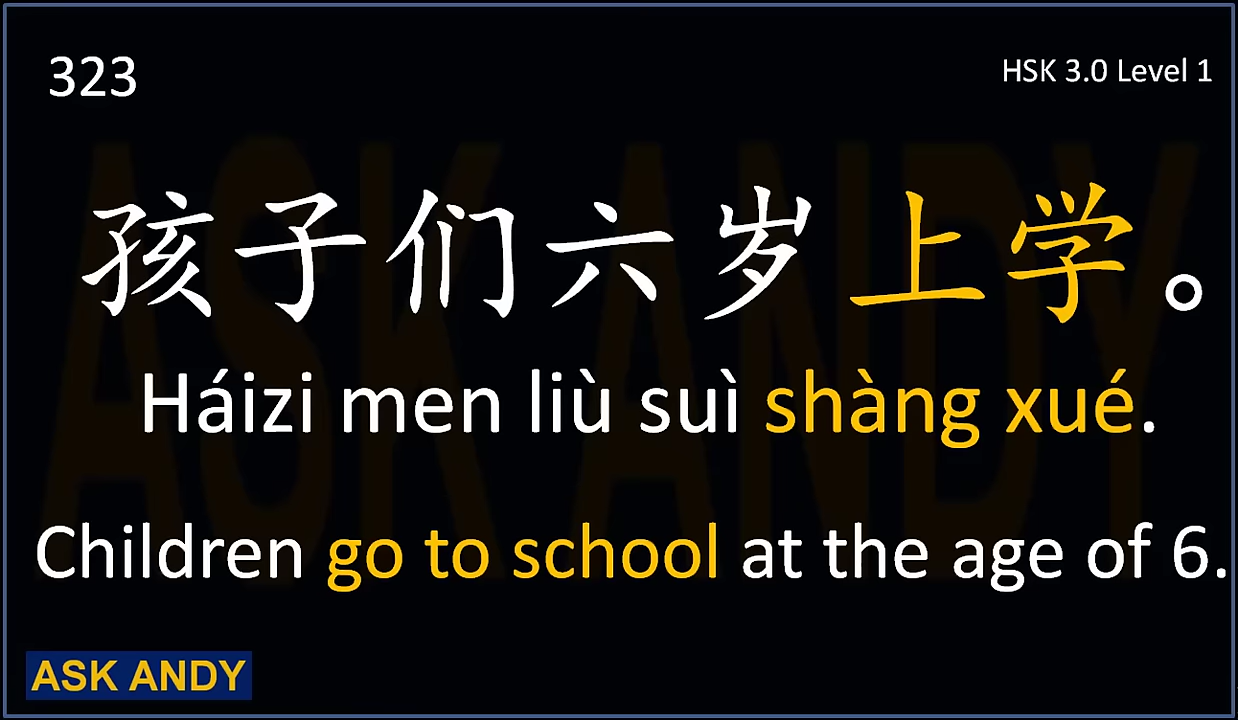 323
HSK 3.0 Level 1
孩子们六岁上学。
Háizi men liù suì shàng xué.
Children go to school at the age of 6.
ASK ANDY
ASK ANDY